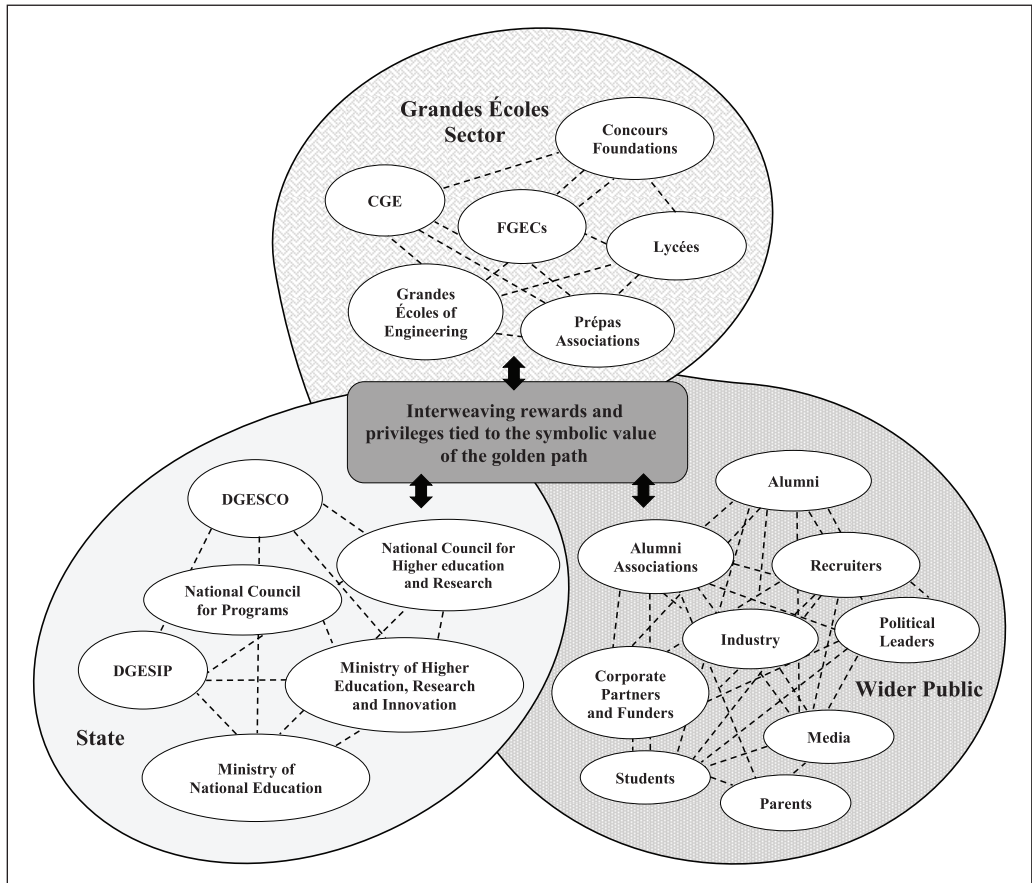 Grandes Écoles
Sector
Concours
Foundations
CGE
FGECs
Lycées
Grandes
Écoles of
Engineering
Prépas
Associations
Interweaving rewards and
privileges tied to the symbolic value
of the golden path
DGESCO
National Council for
Higher education
and Research
National Council
for Programs
DGESIP
Ministry of Higher
Education, Research
and Innovation
State
Ministry of
National Education
Alumni
Alumni
Associations
Recruiters
Industry
Political
Leaders
Corporate
Partners
and Funders
Wider Public
Media
Students
Parents